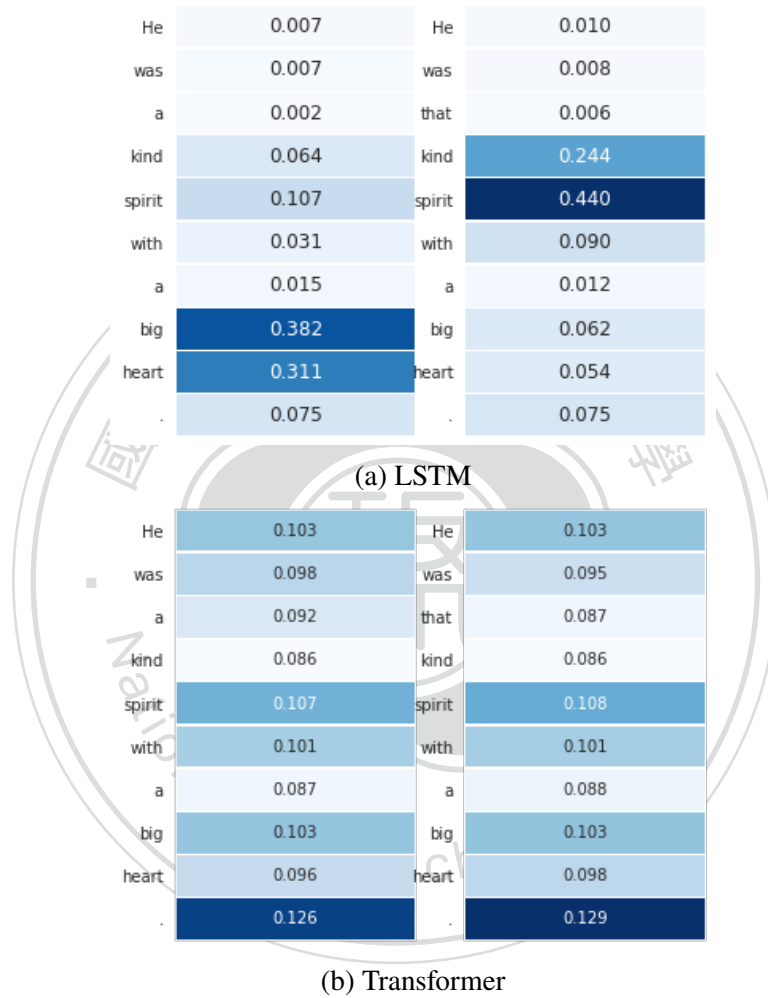 He 0.007 He 0.010
was 0.007 was 0.008
a 0.002 that 0.006
kind 0.064 kind 0.244
spirit 0.107 spirit 0.440
with 0.031 with 0.090
a 0.015 a 0.012
big 0.382 big 0.062
heart 0.311 heart 0.054
. 0.075 . 0.075
國 學
(a) LSTM
He 0.103 He 0.103
was 0.098 was 0.095
a 0.092 that 0.087
kind 0.086 kind 0.086
spirit 0.107 spirit 0.108
with 0.101 with 0.101
a 0.087 a 0.088
big 0.103 big 0.103
heart 0.096 heart 0.098
. 0.126 . 0.129
Natio
(b) Transformer